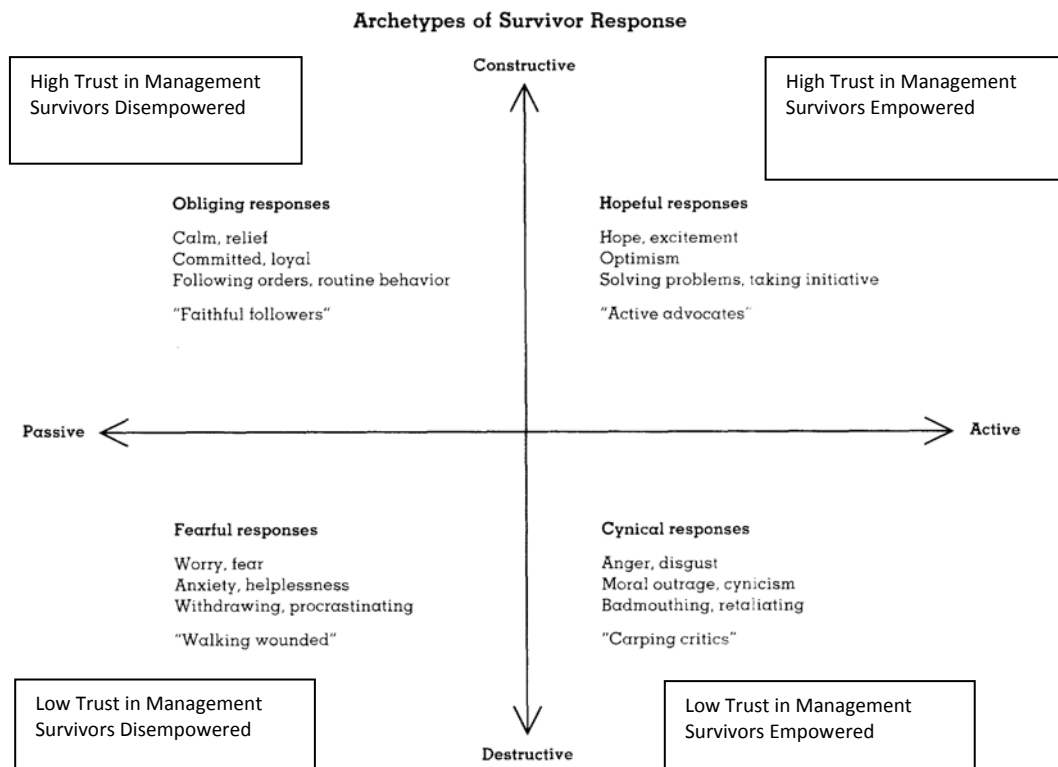 Archetypes of Survivor Response
High Trust in Management
Survivors Disempowered
Constructive
High Trust in Management
Survivors Empowered
Obliging responses
Calm, relief
Committed, loyal
Following orders, routine behavior
"Faithful followers"
Hopeful responses
Hope, excitement
Optimism
Solving problems, taking initiative
"Active advocates"
Passive
Active
Fearful responses
Worry, fear
Anxiety, helplessness
Withdrawing, procrastinating
"Walking wounded"
Cynical responses
Anger, disgust
Moral outrage, cynicism
Badmouthing, retaliating
"Carping critics"
Low Trust in Management
Survivors Disempowered
Low Trust in Management
Survivors Empowered
Destructive